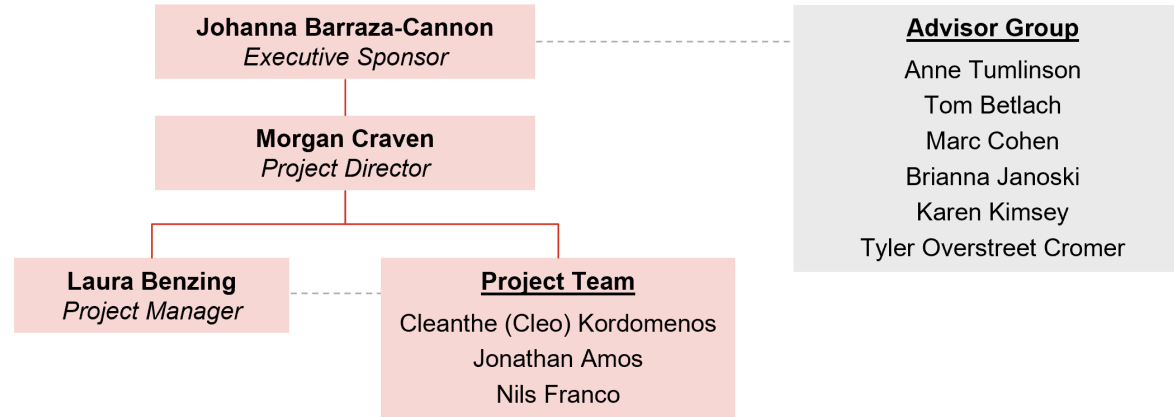 Johanna Barraza-Cannon
Executive Sponsor
Advisor Group
Anne Tumlinson
Tom Betlach
Marc Cohen
Brianna Janoski
Karen Kimsey
Tyler Overstreet Cromer
Morgan Craven
Project Director
Laura Benzing
Project Manager
Project Team
Cleanthe (Cleo) Kordomenos
Jonathan Amos
Nils Franco